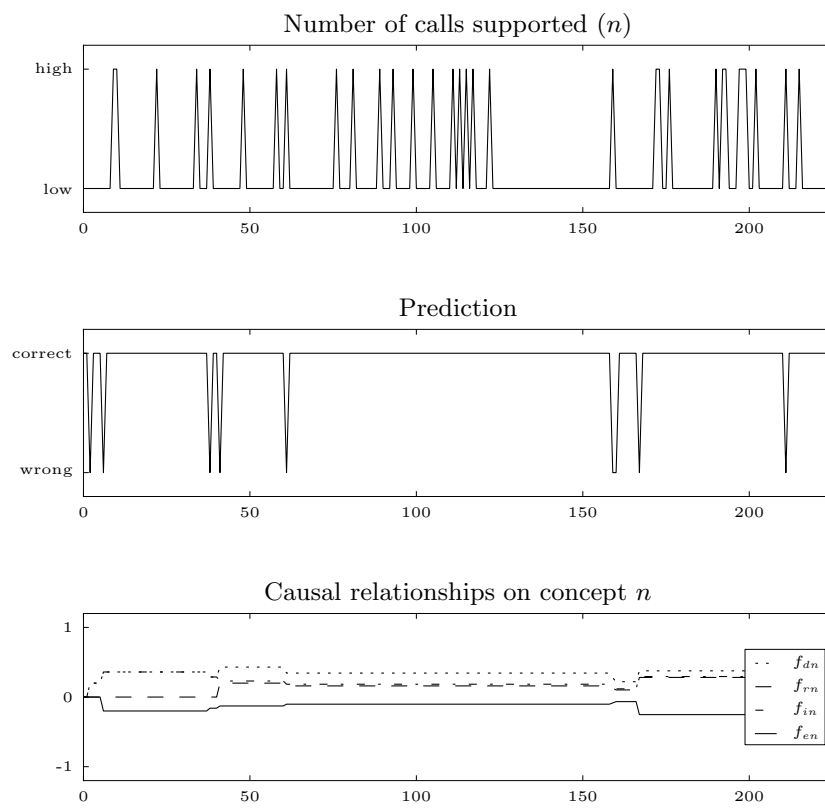 Number of calls supported (n)
high
low
0 50 100 150 200
Prediction
correct
wrong
0 50 100 150 200
Causal relationships on concept n
1
0
-1
f_dn
f_rn
f_in
f_en
0 50 100 150 200